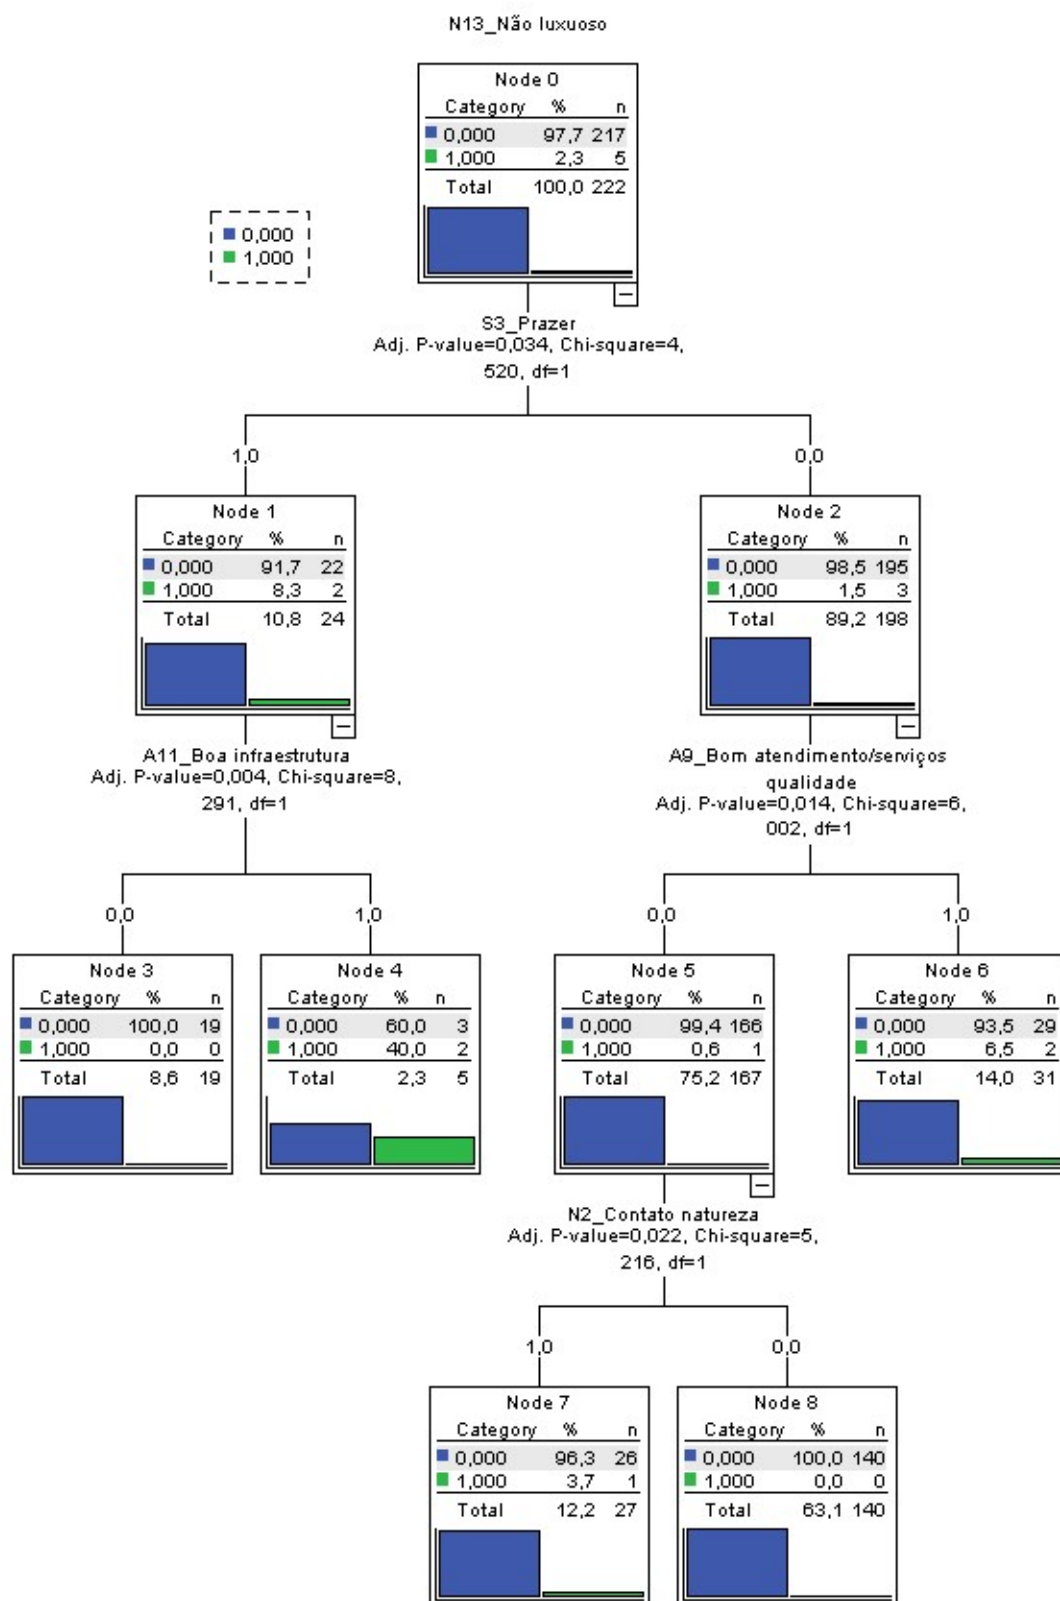 N13_Não luxuoso
Node 0
Category % n
0,000 97,7 217
1,000 2,3 5
Total 100,0 222
0,000
1,000
S3_Prazer
Adj. P-value=0,034, Chi-square=4,
520, df=1
1,0 0,0
Node 1
Category % n
0,000 91,7 22
1,000 8,3 2
Total 10,8 24
Node 2
Category % n
0,000 98,5 195
1,000 1,5 3
Total 89,2 198
A11_Boa infraestrutura
Adj. P-value=0,004, Chi-square=8,
291, df=1
A9_Bom atendimento/serviços
qualidade
Adj. P-value=0,014, Chi-square=6,
002, df=1
0,0 1,0
0,0 1,0
Node 3
Category % n
0,000 100,0 19
1,000 0,0 0
Total 8,6 19
Node 4
Category % n
0,000 60,0 3
1,000 40,0 2
Total 2,3 5
Node 5
Category % n
0,000 99,4 166
1,000 0,6 1
Total 75,2 167
Node 6
Category % n
0,000 93,5 29
1,000 6,5 2
Total 14,0 31
N2_Contato natureza
Adj. P-value=0,022, Chi-square=5,
216, df=1
1,0 0,0
Node 7
Category % n
0,000 96,3 26
1,000 3,7 1
Total 12,2 27
Node 8
Category % n
0,000 100,0 140
1,000 0,0 0
Total 63,1 140